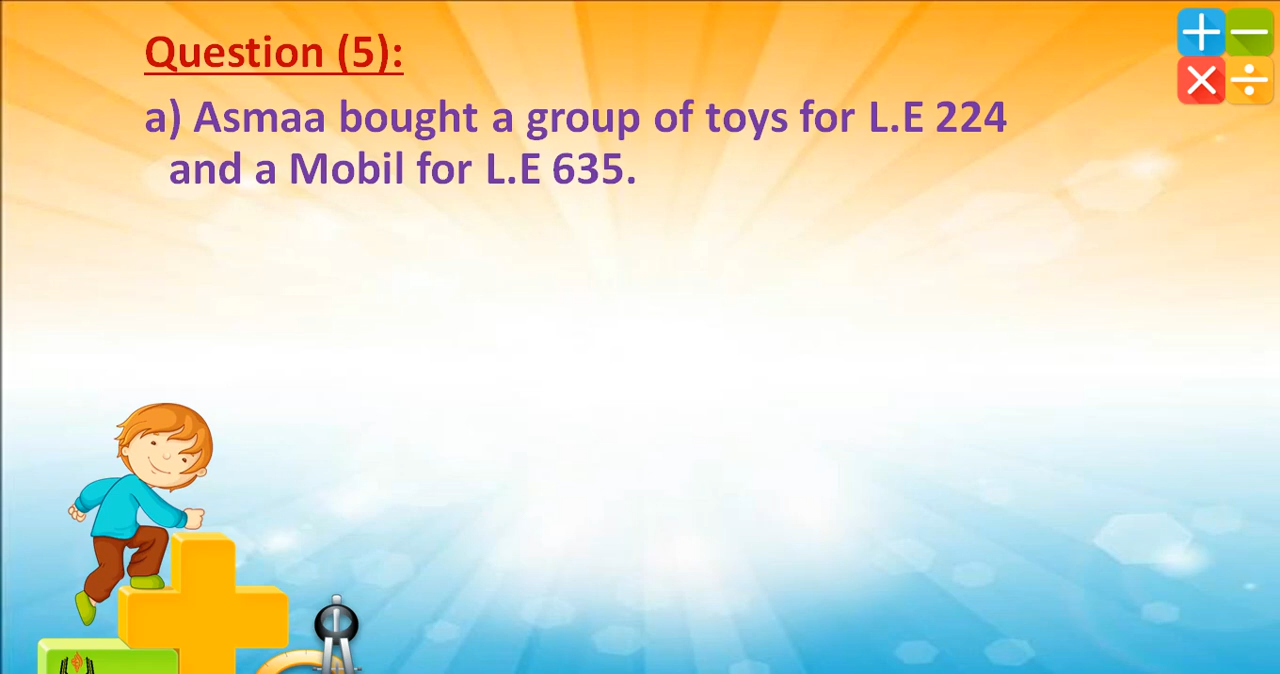 Question (5):
a) Asmaa bought a group of toys for L.E 224
and a Mobil for L.E 635.